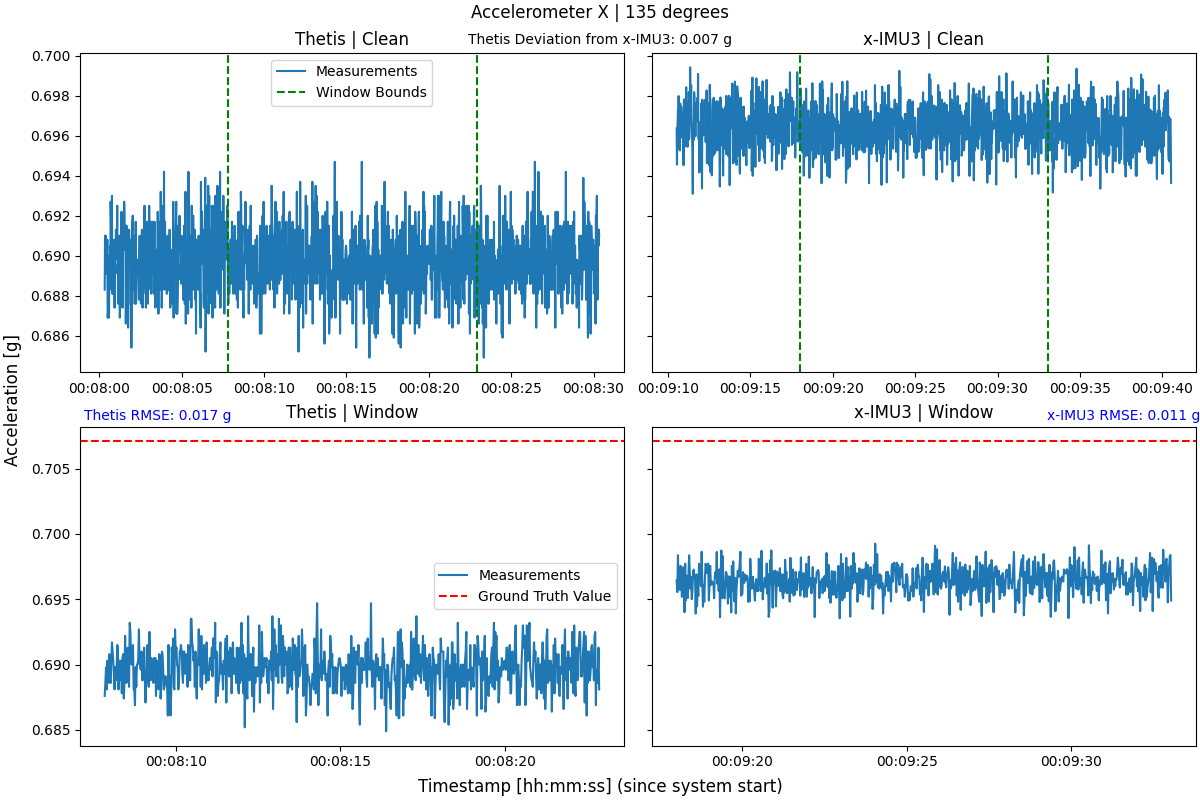 Accelerometer X | 135 degrees
Thetis | Clean
Thetis Deviation from x-IMU3: 0.007 g
x-IMU3 | Clean
Measurements
Window Bounds
0.700
0.698
0.696
0.694
0.692
0.690
0.688
0.686
00:08:00 00:08:05 00:08:10 00:08:15 00:08:20 00:08:25 00:08:30
00:09:10 00:09:15 00:09:20 00:09:25 00:09:30 00:09:35 00:09:40
Acceleration [g]
Thetis RMSE: 0.017 g
Thetis | Window
x-IMU3 | Window
x-IMU3 RMSE: 0.011 g
0.705
0.700
0.695
0.690
0.685
Measurements
Ground Truth Value
00:08:10 00:08:15 00:08:20
00:09:20 00:09:25 00:09:30
Timestamp [hh:mm:ss] (since system start)